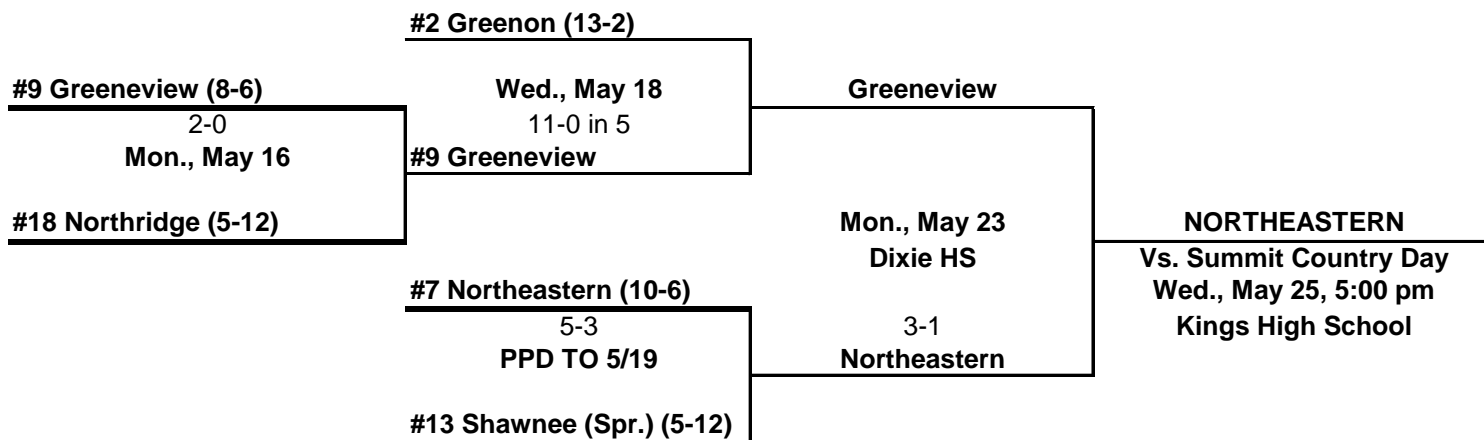 #2 Greenon (13-2)
#9 Greeneview (8-6)
Wed., May 18
Greeneview
2-0
11-0 in 5
Mon., May 16
#9 Greeneview
#18 Northridge (5-12)
Mon., May 23
NORTHEASTERN
Dixie HS
Vs. Summit Country Day
#7 Northeastern (10-6)
Wed., May 25, 5:00 pm
5-3
3-1
Kings High School
PPD TO 5/19
Northeastern
#13 Shawnee (Spr.) (5-12)